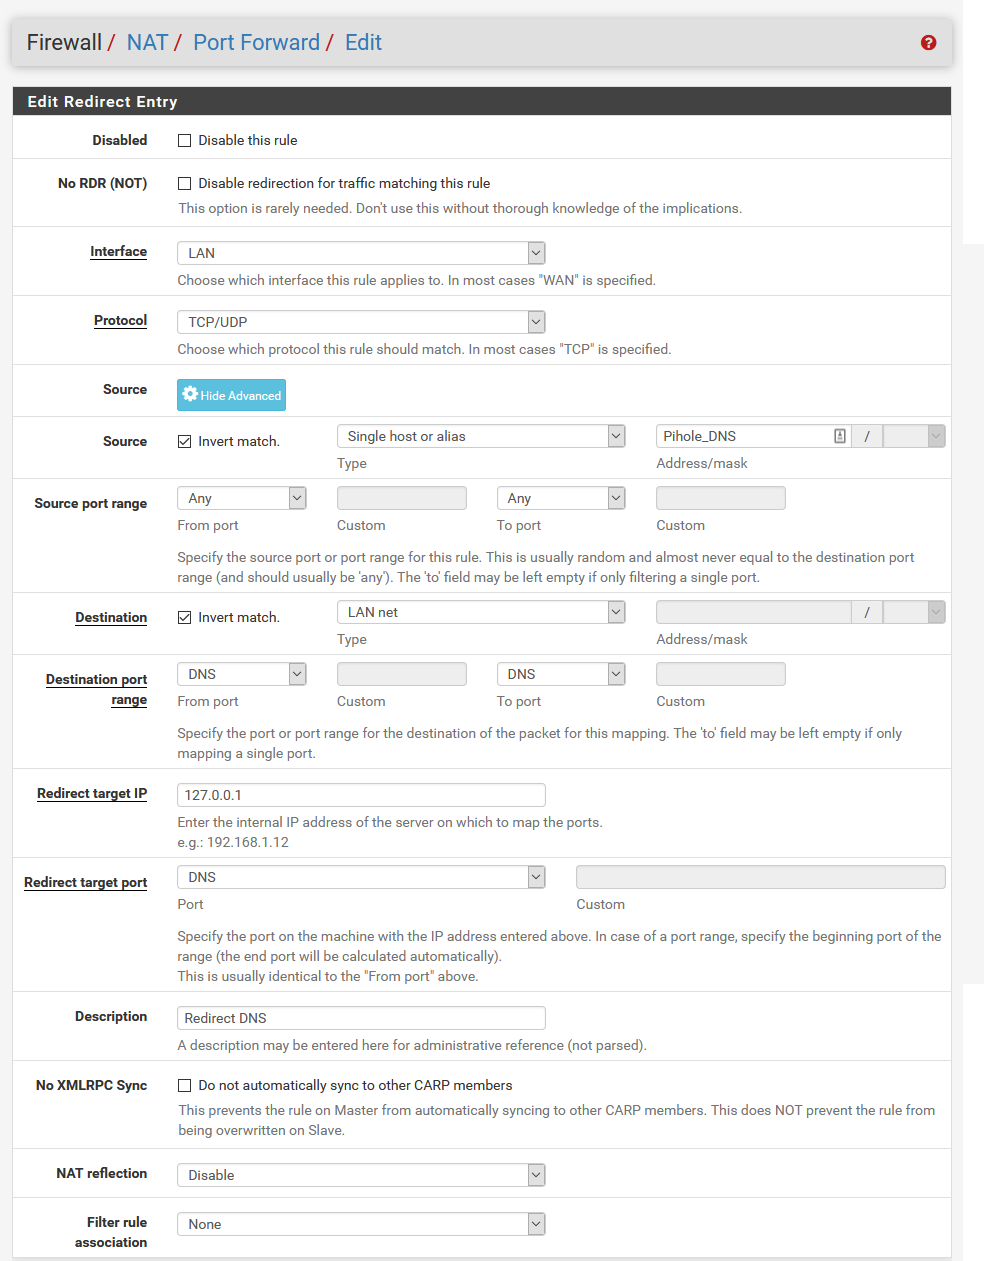 Firewall / NAT / Port Forward / Edit
Edit Redirect Entry
Disabled Disable this rule
No RDR (NOT) Disable redirection for traffic matching this rule
This option is rarely needed. Don't use this without thorough knowledge of the implications.
Interface LAN
Choose which interface this rule applies to. In most cases "WAN" is specified.
Protocol TCP/UDP
Choose which protocol this rule should match. In most cases "TCP" is specified.
Source Hide Advanced
Source Invert match. Single host or alias Pihole_DNS /
Type Address/mask
Source port range Any Any
From port Custom To port Custom
Specify the source port or port range for this rule. This is usually random and almost never equal to the destination port
range (and should usually be 'any'). The 'to' field may be left empty if only filtering a single port.
Destination Invert match. LAN net /
Type Address/mask
Destination port range DNS DNS
From port Custom To port Custom
Specify the port or port range for the destination of the packet for this mapping. The 'to' field may be left empty if only
mapping a single port.
Redirect target IP 127.0.0.1
Enter the internal IP address of the server on which to map the ports.
e.g.: 192.168.1.12
Redirect target port DNS
Port Custom
Specify the port on the machine with the IP address entered above. In case of a port range, specify the beginning port of the
range (the end port will be calculated automatically).
This is usually identical to the "From port" above.
Description Redirect DNS
A description may be entered here for administrative reference (not parsed).
No XMLRPC Sync Do not automatically sync to other CARP members
This prevents the rule on Master from automatically syncing to other CARP members. This does NOT prevent the rule from
being overwritten on Slave.
NAT reflection Disable
Filter rule association None